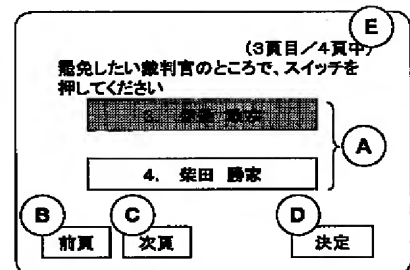 E
(3頁目／4頁中)
罷免したい裁判官のところで、スイッチを
押してください
3.
A
4. 柴田 勝家
B
C
D
前頁
次頁
決定